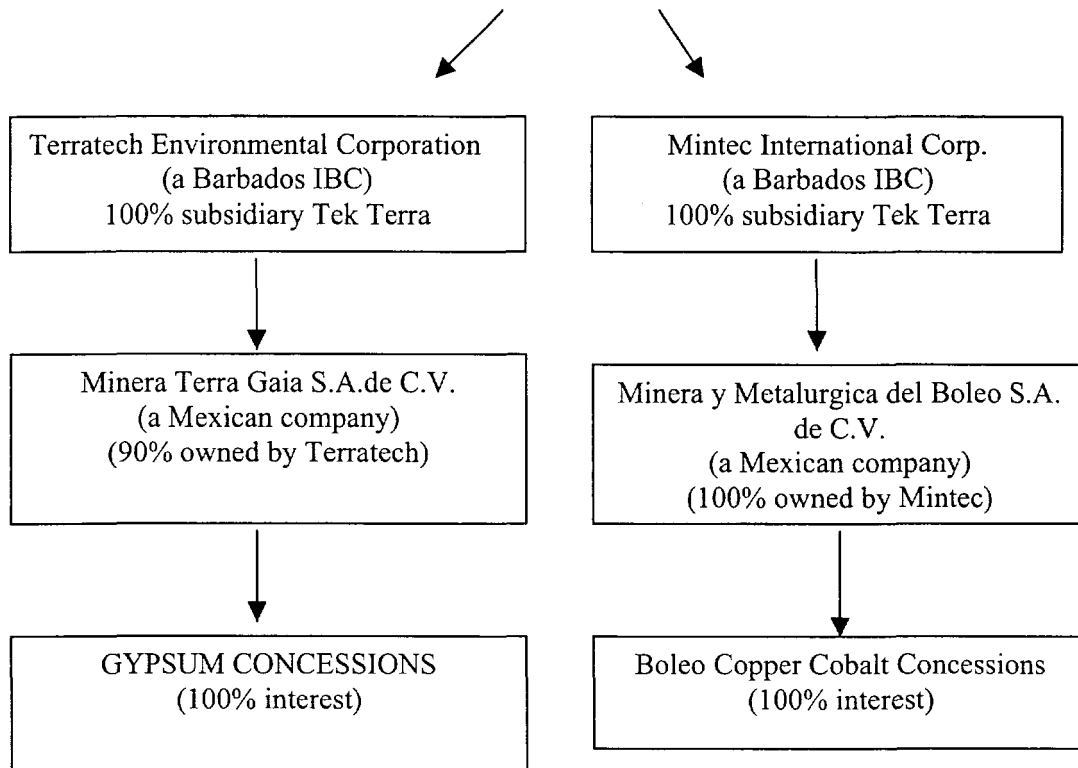 Terratech Environmental Corporation
(a Barbados IBC)
100% subsidiary Tek Terra
Mintec International Corp.
(a Barbados IBC)
100% subsidiary Tek Terra
Minera Terra Gaia S.A.de C.V.
(a Mexican company)
(90% owned by Terratech)
Minera y Metalurgica del Boleo S.A.
de C.V.
(a Mexican company)
(100% owned by Mintec)
GYPSUM CONCESSIONS
(100% interest)
Boleo Copper Cobalt Concessions
(100% interest)